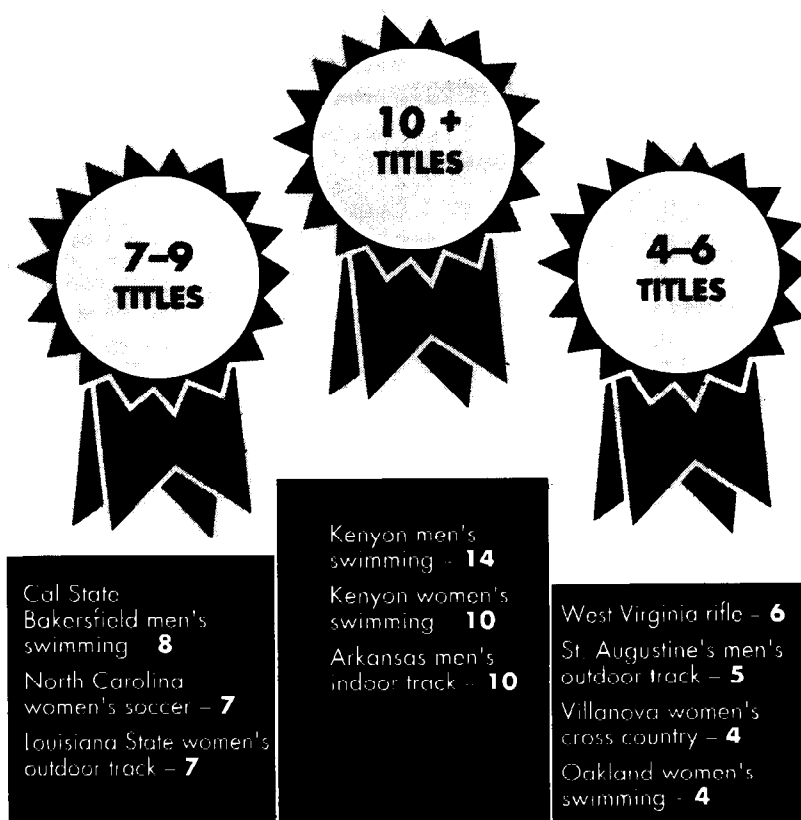 10 +
TITLES
7–9
TITLES
4–6
TITLES
Kenyon men's
swimming – 14
Kenyon women's
swimming 10
Arkansas men's
indoor track – 10
Cal State
Bakersfield men's
swimming 8
North Carolina
women's soccer – 7
Louisiana State women's
outdoor track – 7
West Virginia rifle – 6
St. Augustine's men's
outdoor track – 5
Villanova women's
cross country – 4
Oakland women's
swimming - 4